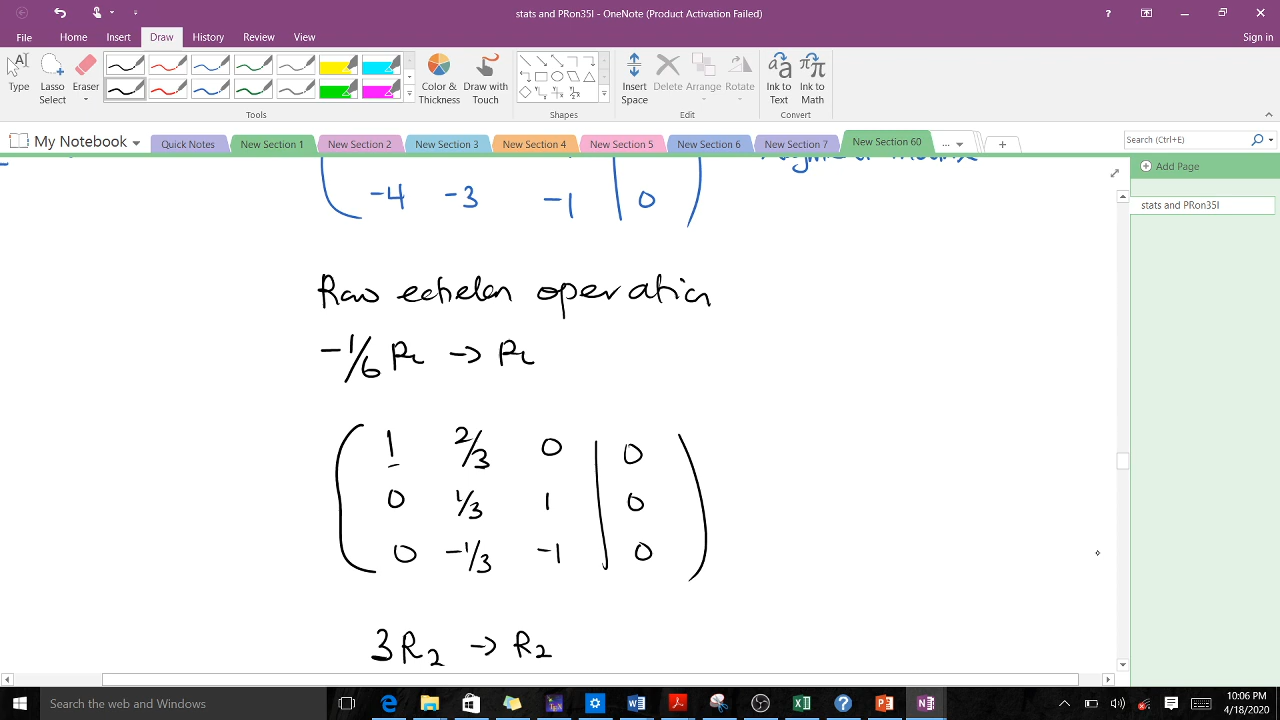 stats and PRon35l - OneNote (Product Activation Failed)
File Home Insert Draw History Review View Sign in
Type Lasso Select Eraser Color & Thickness Draw with Touch Insert Space Delete Arrange Rotate Ink to Text Ink to Math
Tools Shapes Edit Convert
My Notebook Quick Notes New Section 1 New Section 2 New Section 3 New Section 4 New Section 5 New Section 6 New Section 7 New Section 60 ... + Search (Ctrl+E)
Add Page
stats and PRon35l
-4 -3 -1 | 0
Row echelon operation
-1/6 R₁ → R₁
1 2/3 0 | 0
0 1/3 1 | 0
0 -1/3 -1 | 0
3R₂ → R₂
Search the web and Windows
10:06 PM
4/18/2020